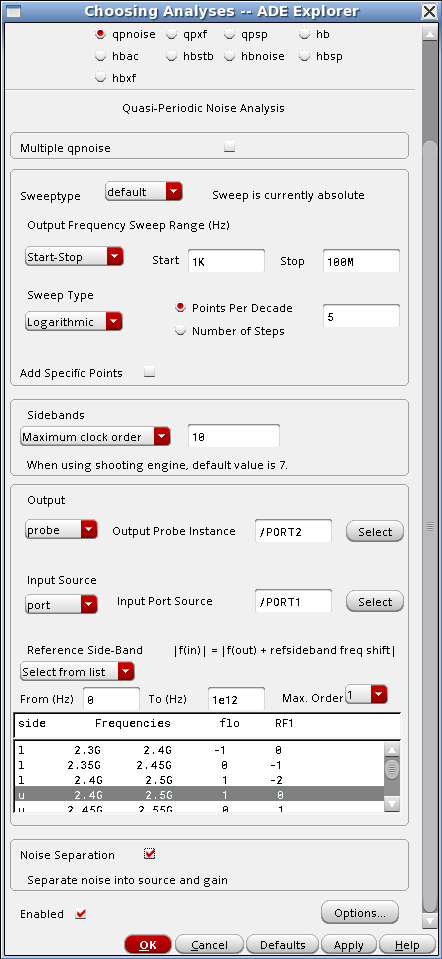 Choosing Analyses -- ADE Explorer
qpnoise qpxf qpsp hb
hbac hbstb hbnoise hbsp
hbxf
Quasi-Periodic Noise Analysis
Multiple qpnoise
Sweeptype default Sweep is currently absolute
Output Frequency Sweep Range (Hz)
Start-Stop Start 1K Stop 100M
Sweep Type
Logarithmic Points Per Decade 5
Number of Steps
Add Specific Points
Sidebands
Maximum clock order 10
When using shooting engine, default value is 7.
Output
probe Output Probe Instance /PORT2 Select
Input Source
port Input Port Source /PORT1 Select
Reference Side-Band |f(in)| = |f(out) + refsideband freq shift|
Select from list
From (Hz) 0 To (Hz) 1e12 Max. Order 1
side Frequencies flo RF1
l 2.3G 2.4G -1 0
l 2.35G 2.45G 0 -1
l 2.4G 2.5G 1 -2
u 2.4G 2.5G 1 0
u 2.45G 2.55G 0 1
Noise Separation
Separate noise into source and gain
Enabled Options...
OK Cancel Defaults Apply Help